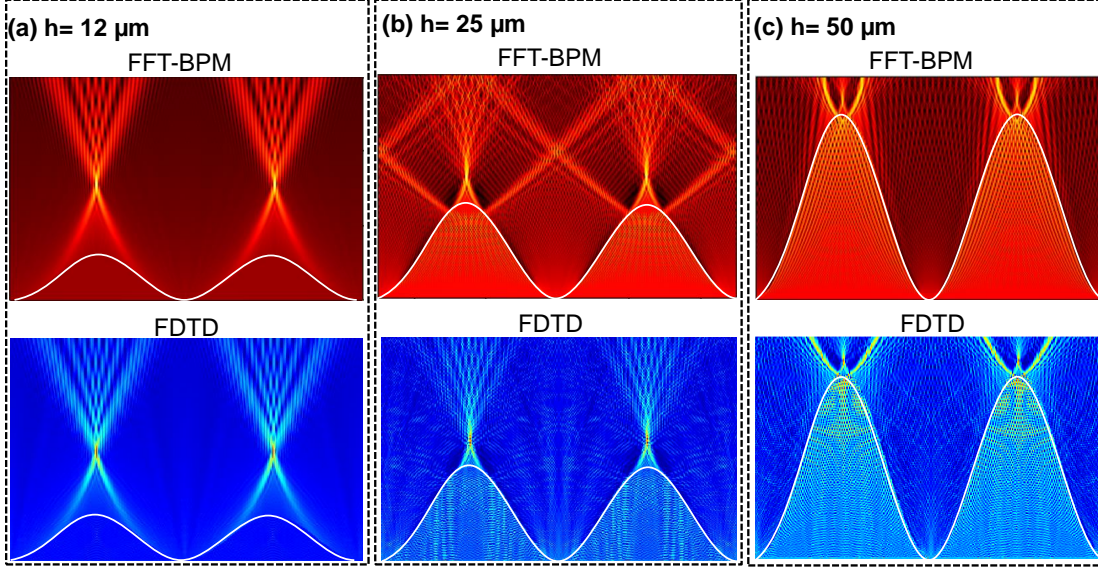 (a) h= 12 µm
FFT-BPM
FDTD
(b) h= 25 µm
FFT-BPM
FDTD
(c) h= 50 µm
FFT-BPM
FDTD